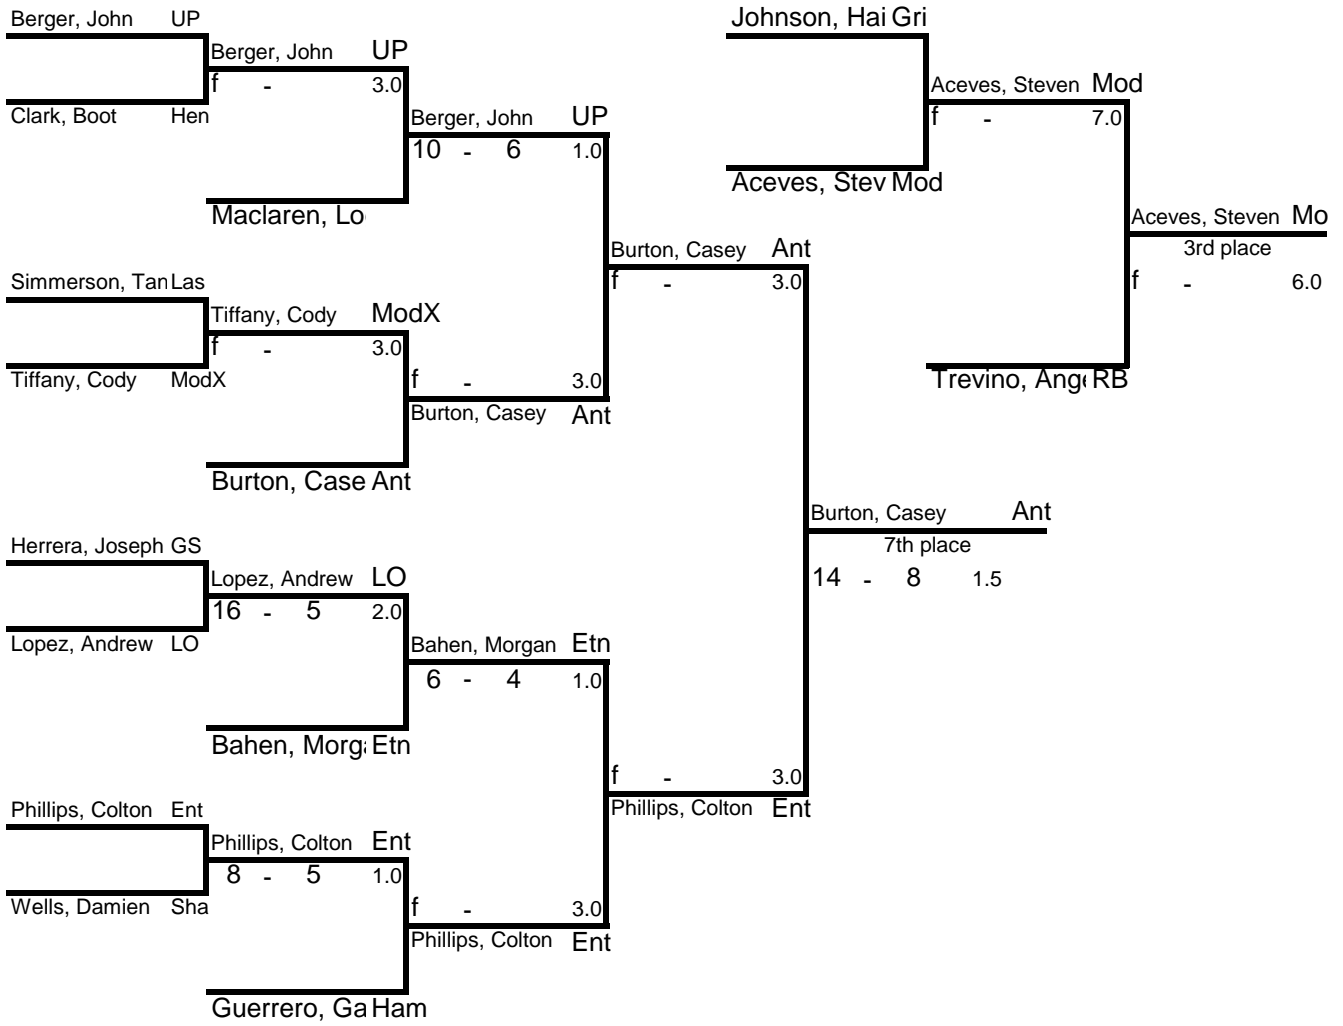 Berger, John UP
Berger, John UP
f - 3.0
Clark, Boot Hen
Berger, John UP
10 - 6 1.0
Maclaren, Lo
Simmerson, Tan Las
Tiffany, Cody ModX
f - 3.0
Tiffany, Cody ModX
f - 3.0
Burton, Casey Ant
Burton, Case Ant
Burton, Casey Ant
f - 3.0
Herrera, Joseph GS
Lopez, Andrew LO
16 - 5 2.0
Lopez, Andrew LO
Bahen, Morgan Etn
6 - 4 1.0
Bahen, Morga Etn
Phillips, Colton Ent
Phillips, Colton Ent
8 - 5 1.0
Wells, Damien Sha
f - 3.0
Phillips, Colton Ent
Guerrero, Ga Ham
f - 3.0
Phillips, Colton Ent
Burton, Casey Ant
7th place
14 - 8 1.5
Johnson, Hai Gri
Aceves, Steven Mod
f - 7.0
Aceves, Stev Mod
Aceves, Steven Mo
3rd place
f - 6.0
Trevino, Ange RB